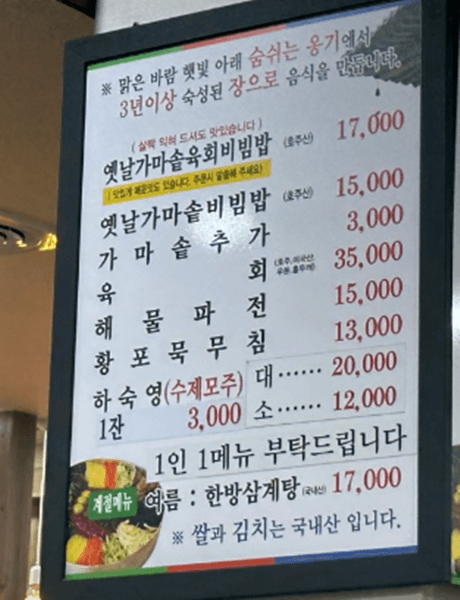 ※ 맑은 바람 햇빛 아래 숨쉬는 옹기에서
3년이상 숙성된 장으로 음식을 만듭니다.
( 살짝 익혀 드셔도 맛있습니다 )
옛날가마솥육회비빔밥 (호주산) 17,000
( 맛있게 매운맛도 있습니다. 주문시 말씀해 주세요)
옛날가마솥비빔밥 (호주산) 15,000
가마솥추가 3,000
육회 (호주,미국산, 우둔,홍두깨) 35,000
해물파전 15,000
황포묵무침 13,000
하숙영(수제모주) 대 ······ 20,000
1잔 3,000 소 ······ 12,000
1인 1메뉴 부탁드립니다
계절메뉴 여름 : 한방삼계탕 (국내산) 17,000
※ 쌀과 김치는 국내산 입니다.